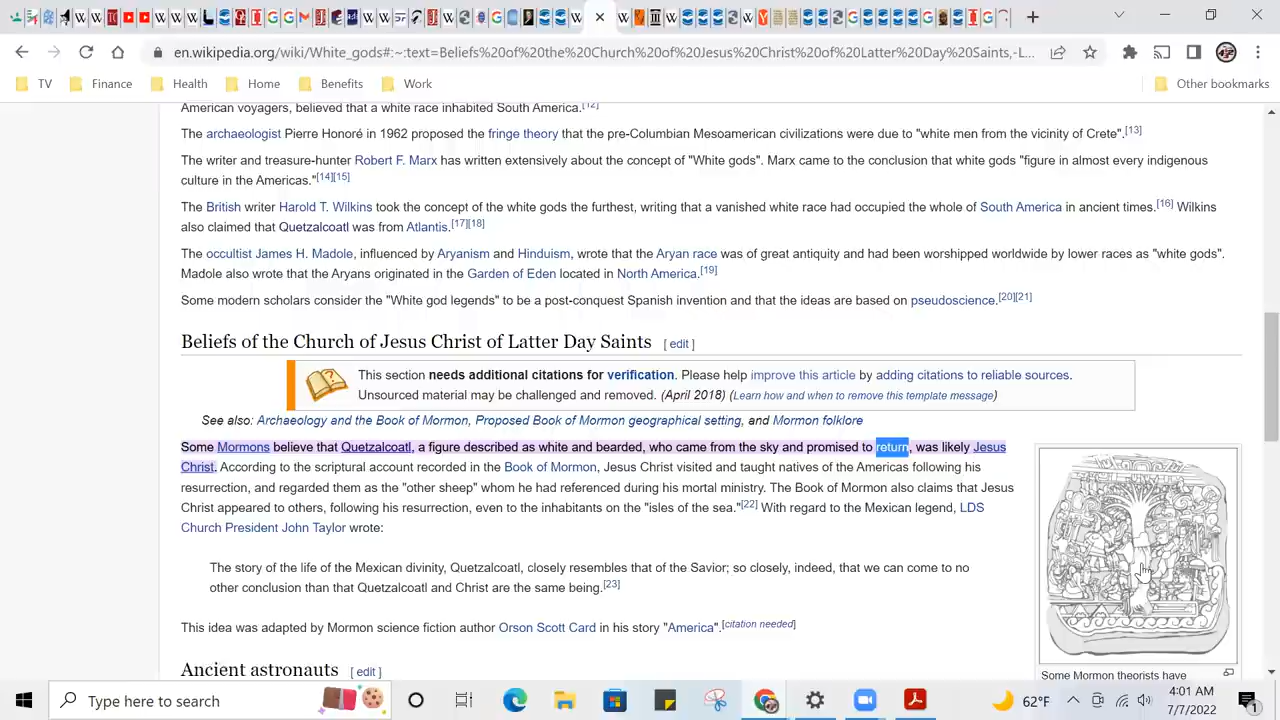 en.wikipedia.org/wiki/White_gods#:~:text=Beliefs%20of%20the%20Church%20of%20Jesus%20Christ%20of%20Latter%20Day%20Saints,-L...
TV Finance Health Home Benefits Work Other bookmarks
American voyagers, believed that a white race inhabited South America.[12]
The archaeologist Pierre Honoré in 1962 proposed the fringe theory that the pre-Columbian Mesoamerican civilizations were due to "white men from the vicinity of Crete".[13]
The writer and treasure-hunter Robert F. Marx has written extensively about the concept of "White gods". Marx came to the conclusion that white gods "figure in almost every indigenous
culture in the Americas."[14][15]
The British writer Harold T. Wilkins took the concept of the white gods the furthest, writing that a vanished white race had occupied the whole of South America in ancient times.[16] Wilkins
also claimed that Quetzalcoatl was from Atlantis.[17][18]
The occultist James H. Madole, influenced by Aryanism and Hinduism, wrote that the Aryan race was of great antiquity and had been worshipped worldwide by lower races as "white gods".
Madole also wrote that the Aryans originated in the Garden of Eden located in North America.[19]
Some modern scholars consider the "White god legends" to be a post-conquest Spanish invention and that the ideas are based on pseudoscience.[20][21]
Beliefs of the Church of Jesus Christ of Latter Day Saints [ edit ]
This section needs additional citations for verification. Please help improve this article by adding citations to reliable sources.
Unsourced material may be challenged and removed. (April 2018) (Learn how and when to remove this template message)
See also: Archaeology and the Book of Mormon, Proposed Book of Mormon geographical setting, and Mormon folklore
Some Mormons believe that Quetzalcoatl, a figure described as white and bearded, who came from the sky and promised to return, was likely Jesus
Christ. According to the scriptural account recorded in the Book of Mormon, Jesus Christ visited and taught natives of the Americas following his
resurrection, and regarded them as the "other sheep" whom he had referenced during his mortal ministry. The Book of Mormon also claims that Jesus
Christ appeared to others, following his resurrection, even to the inhabitants on the "isles of the sea."[22] With regard to the Mexican legend, LDS
Church President John Taylor wrote:
The story of the life of the Mexican divinity, Quetzalcoatl, closely resembles that of the Savior; so closely, indeed, that we can come to no
other conclusion than that Quetzalcoatl and Christ are the same being.[23]
This idea was adapted by Mormon science fiction author Orson Scott Card in his story "America".[citation needed]
Ancient astronauts [ edit ]
Some Mormon theorists have
Type here to search
62°F
4:01 AM
7/7/2022
1